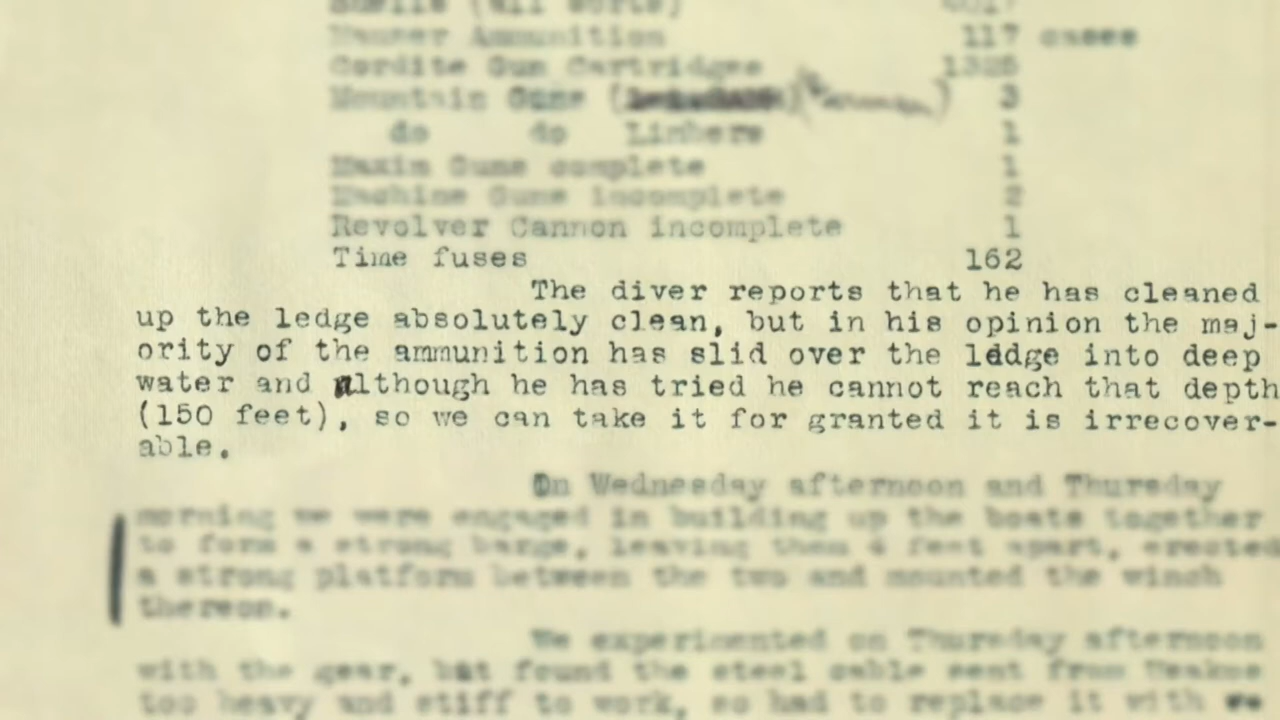 Shells (all sorts)
Mauser Ammunition 117 cases
Cordite Gun Cartridges 1325
Mountain Guns 3
do do Limbers 1
Maxim Guns complete 1
Machine Guns incomplete 2
Revolver Cannon incomplete 1
Time fuses 162
The diver reports that he has cleaned
up the ledge absolutely clean, but in his opinion the maj-
ority of the ammunition has slid over the lddge into deep
water and although he has tried he cannot reach that depth
(150 feet), so we can take it for granted it is irrecover-
able.
On Wednesday afternoon and Thursday
morning we were engaged in building up the boats together
to form a strong barge, leaving them 4 feet apart, erected
a strong platform between the two and mounted the winch
thereon.
We experimented on Thursday afternoon
with the gear, but found the steel cable sent from
too heavy and stiff to work, so had to replace it with